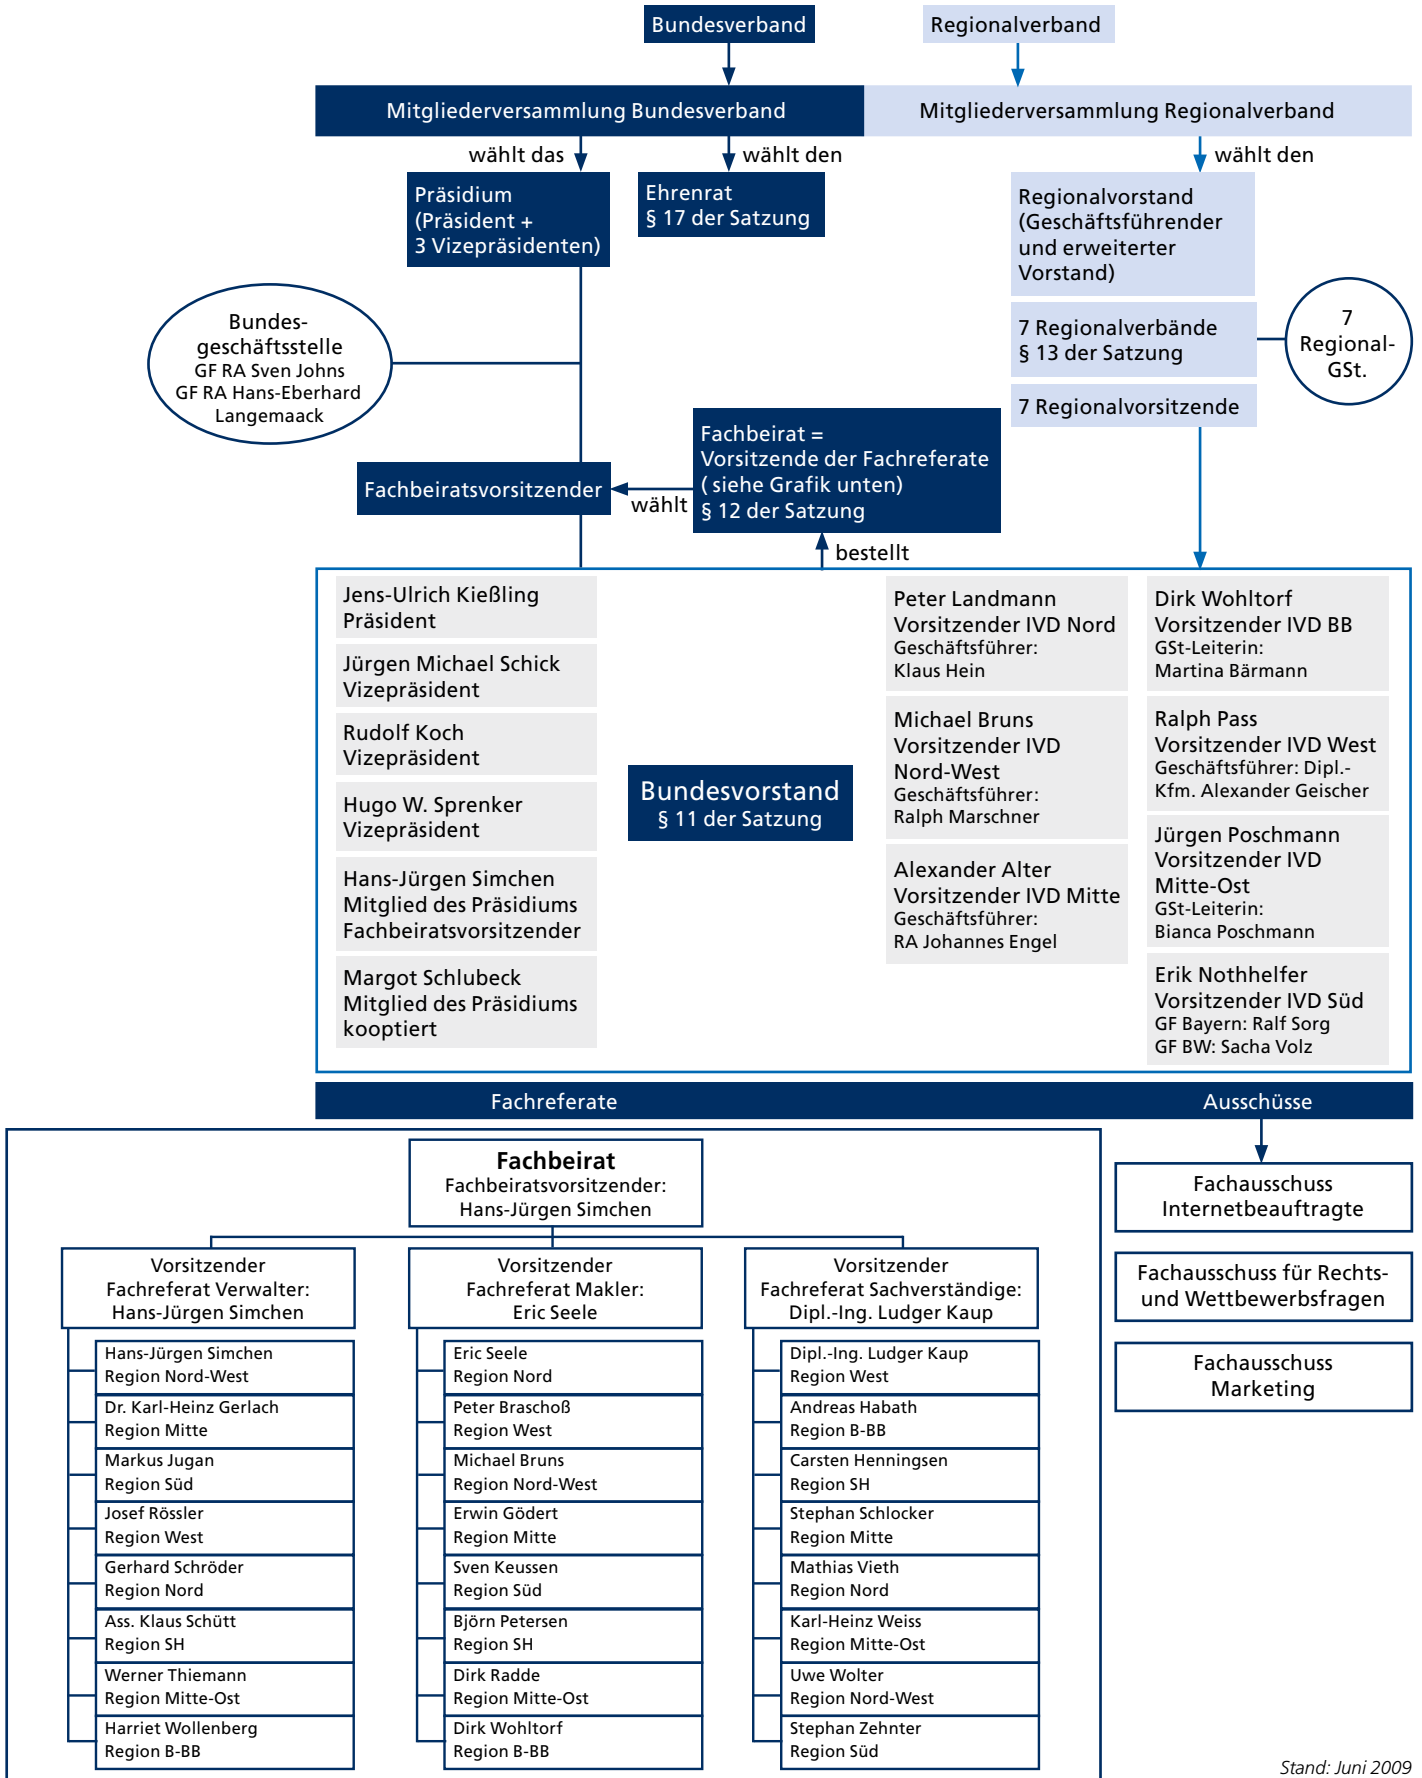 Bundesverband
Regionalverband
Mitgliederversammlung Bundesverband
Mitgliederversammlung Regionalverband
wählt das
wählt den
wählt den
Präsidium
(Präsident +
3 Vizepräsidenten)
Ehrenrat
§ 17 der Satzung
Regionalvorstand
(Geschäftsführender
und erweiterter
Vorstand)
7 Regionalverbände
§ 13 der Satzung
7 Regionalvorsitzende
7
Regional-
GSt.
Bundes-
geschäftsstelle
GF RA Sven Johns
GF RA Hans-Eberhard
Langemaack
Fachbeiratsvorsitzender
wählt
Fachbeirat =
Vorsitzende der Fachreferate
( siehe Grafik unten)
§ 12 der Satzung
bestellt
Jens-Ulrich Kießling
Präsident
Jürgen Michael Schick
Vizepräsident
Rudolf Koch
Vizepräsident
Hugo W. Sprenker
Vizepräsident
Hans-Jürgen Simchen
Mitglied des Präsidiums
Fachbeiratsvorsitzender
Margot Schlubeck
Mitglied des Präsidiums
kooptiert
Bundesvorstand
§ 11 der Satzung
Peter Landmann
Vorsitzender IVD Nord
Geschäftsführer:
Klaus Hein
Michael Bruns
Vorsitzender IVD
Nord-West
Geschäftsführer:
Ralph Marschner
Alexander Alter
Vorsitzender IVD Mitte
Geschäftsführer:
RA Johannes Engel
Dirk Wohltorf
Vorsitzender IVD BB
GSt-Leiterin:
Martina Bärmann
Ralph Pass
Vorsitzender IVD West
Geschäftsführer: Dipl.-
Kfm. Alexander Geischer
Jürgen Poschmann
Vorsitzender IVD
Mitte-Ost
GSt-Leiterin:
Bianca Poschmann
Erik Nothhelfer
Vorsitzender IVD Süd
GF Bayern: Ralf Sorg
GF BW: Sacha Volz
Fachreferate
Ausschüsse
Fachbeirat
Fachbeiratsvorsitzender:
Hans-Jürgen Simchen
Vorsitzender
Fachreferat Verwalter:
Hans-Jürgen Simchen
Hans-Jürgen Simchen
Region Nord-West
Dr. Karl-Heinz Gerlach
Region Mitte
Markus Jugan
Region Süd
Josef Rössler
Region West
Gerhard Schröder
Region Nord
Ass. Klaus Schütt
Region SH
Werner Thiemann
Region Mitte-Ost
Harriet Wollenberg
Region B-BB
Vorsitzender
Fachreferat Makler:
Eric Seele
Eric Seele
Region Nord
Peter Braschoß
Region West
Michael Bruns
Region Nord-West
Erwin Gödert
Region Mitte
Sven Keussen
Region Süd
Björn Petersen
Region SH
Dirk Radde
Region Mitte-Ost
Dirk Wohltorf
Region B-BB
Vorsitzender
Fachreferat Sachverständige:
Dipl.-Ing. Ludger Kaup
Dipl.-Ing. Ludger Kaup
Region West
Andreas Habath
Region B-BB
Carsten Henningsen
Region SH
Stephan Schlocker
Region Mitte
Mathias Vieth
Region Nord
Karl-Heinz Weiss
Region Mitte-Ost
Uwe Wolter
Region Nord-West
Stephan Zehnter
Region Süd
Fachausschuss
Internetbeauftragte
Fachausschuss für Rechts-
und Wettbewerbsfragen
Fachausschuss
Marketing
Stand: Juni 2009